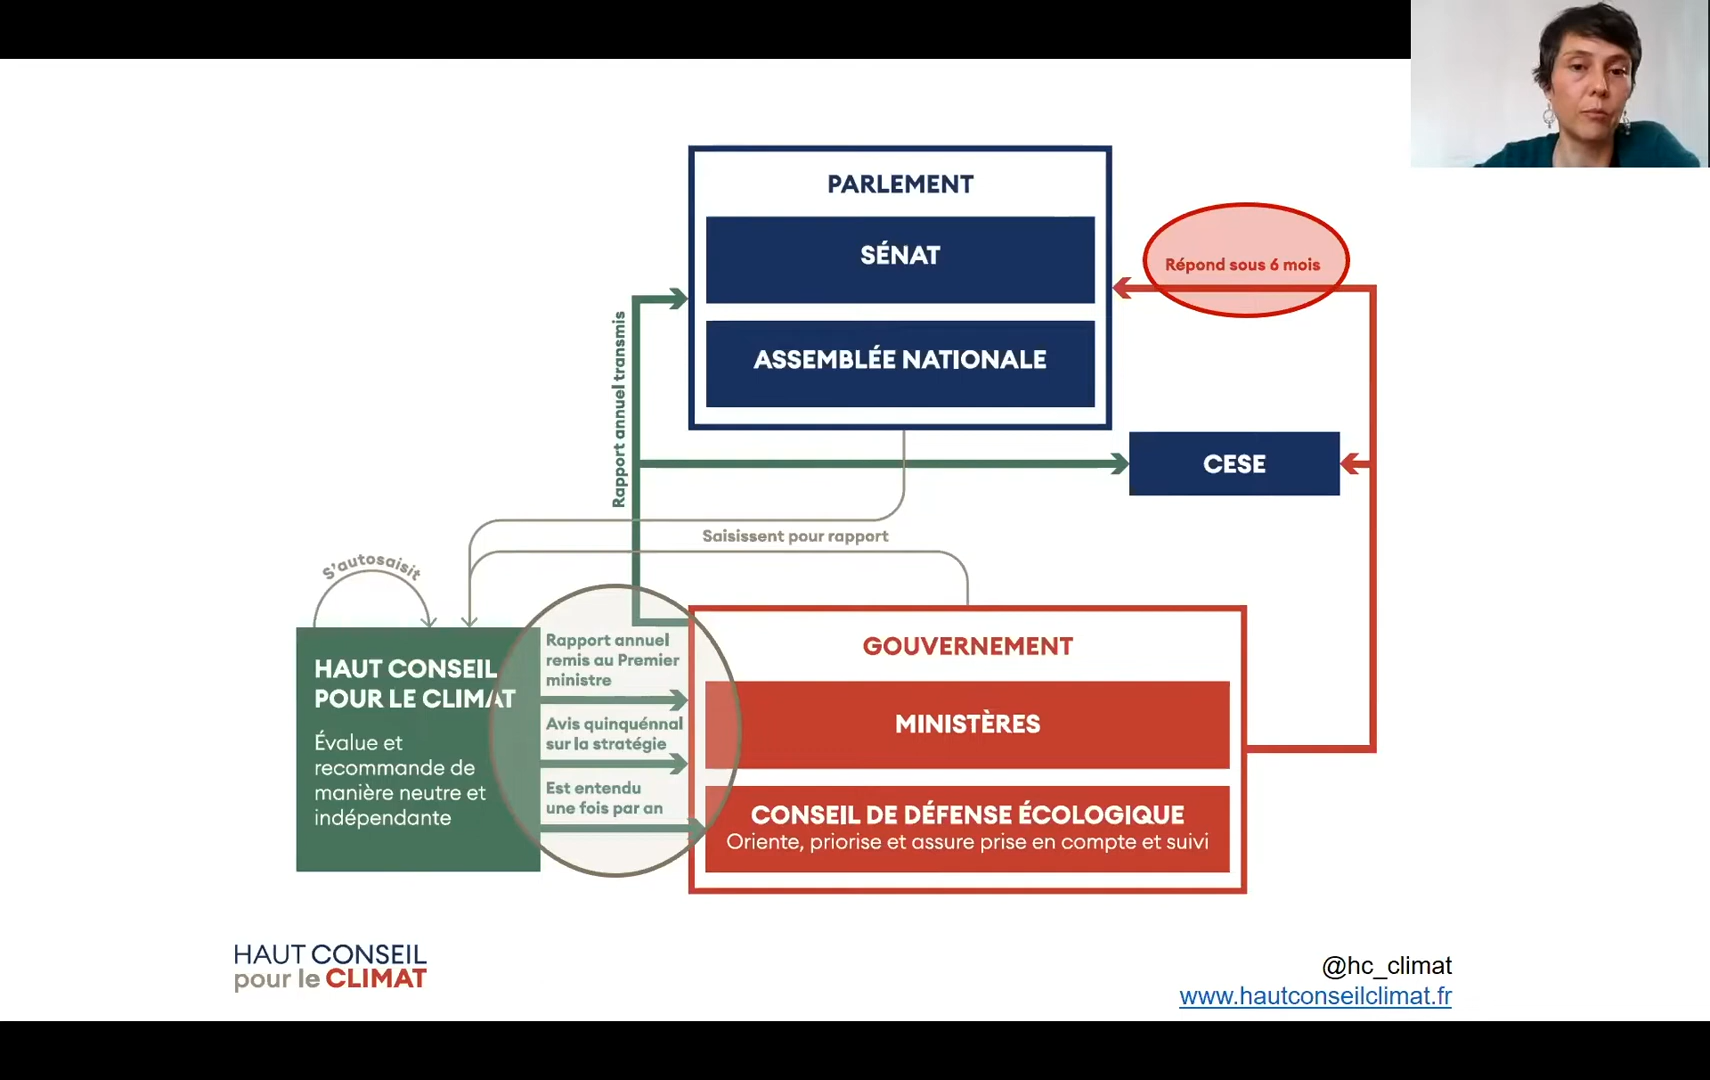 PARLEMENT
SÉNAT
ASSEMBLÉE NATIONALE
Répond sous 6 mois
Rapport annuel transmis
CESE
Saisissent pour rapport
S'autosaisit
HAUT CONSEIL
POUR LE CLIMAT
Évalue et
recommande de
manière neutre et
indépendante
Rapport annuel
remis au Premier
ministre
Avis quinquénnal
sur la stratégie
Est entendu
une fois par an
GOUVERNEMENT
MINISTÈRES
CONSEIL DE DÉFENSE ÉCOLOGIQUE
Oriente, priorise et assure prise en compte et suivi
HAUT CONSEIL
pour le CLIMAT
@hc_climat
www.hautconseilclimat.fr